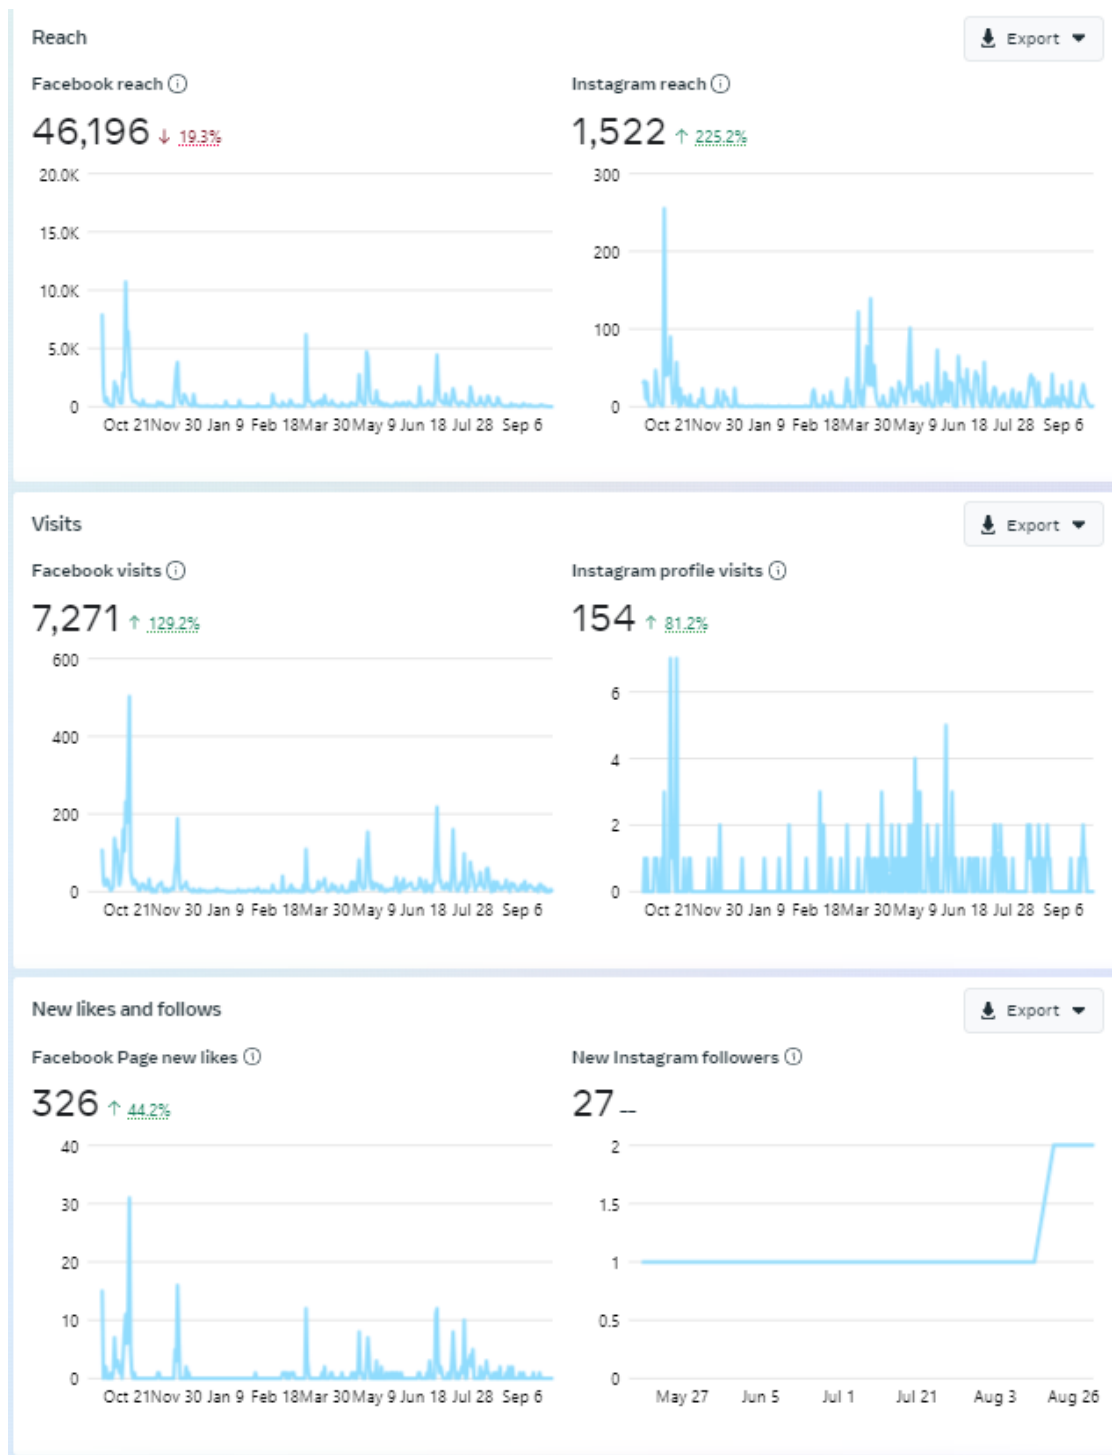 Reach
Export
Facebook reach
Instagram reach
46,196 ↓ 19.3%
1,522 ↑ 225.2%
20.0K
15.0K
10.0K
5.0K
0
Oct 21 Nov 30 Jan 9 Feb 18 Mar 30 May 9 Jun 18 Jul 28 Sep 6
300
200
100
0
Oct 21 Nov 30 Jan 9 Feb 18 Mar 30 May 9 Jun 18 Jul 28 Sep 6
Visits
Export
Facebook visits
Instagram profile visits
7,271 ↑ 129.2%
154 ↑ 81.2%
600
400
200
0
Oct 21 Nov 30 Jan 9 Feb 18 Mar 30 May 9 Jun 18 Jul 28 Sep 6
6
4
2
0
Oct 21 Nov 30 Jan 9 Feb 18 Mar 30 May 9 Jun 18 Jul 28 Sep 6
New likes and follows
Export
Facebook Page new likes
New Instagram followers
326 ↑ 44.2%
27 --
40
30
20
10
0
Oct 21 Nov 30 Jan 9 Feb 18 Mar 30 May 9 Jun 18 Jul 28 Sep 6
2
1.5
1
0.5
0
May 27 Jun 5 Jul 1 Jul 21 Aug 3 Aug 26